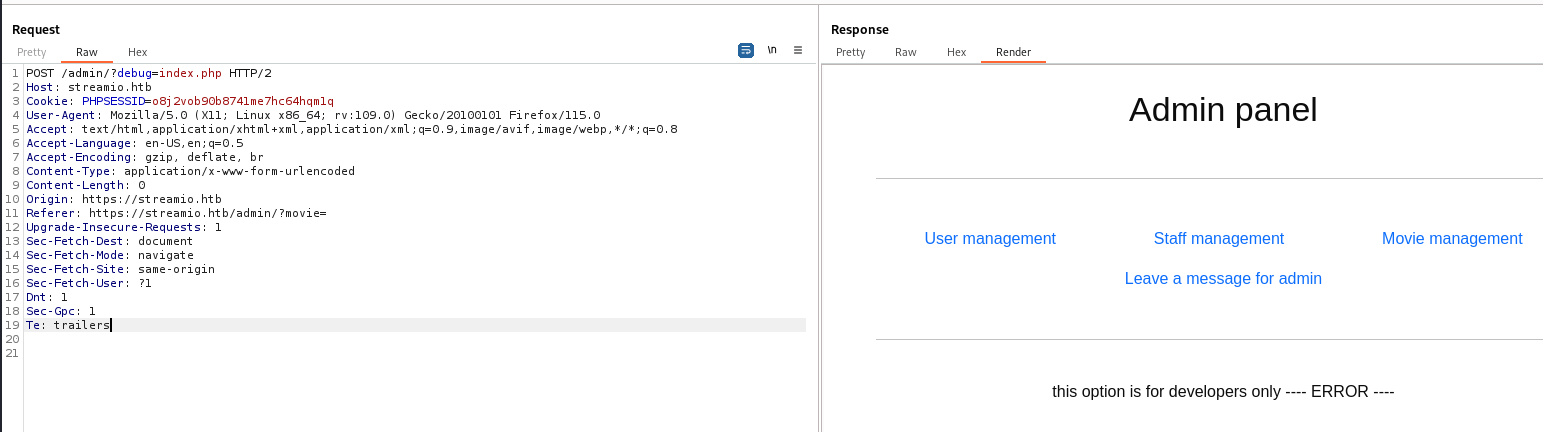 Request
Pretty Raw Hex
\n
1 POST /admin/?debug=index.php HTTP/2
2 Host: streamio.htb
3 Cookie: PHPSESSID=o8j2vob90b8741me7hc64hqm1q
4 User-Agent: Mozilla/5.0 (X11; Linux x86_64; rv:109.0) Gecko/20100101 Firefox/115.0
5 Accept: text/html,application/xhtml+xml,application/xml;q=0.9,image/avif,image/webp,*/*;q=0.8
6 Accept-Language: en-US,en;q=0.5
7 Accept-Encoding: gzip, deflate, br
8 Content-Type: application/x-www-form-urlencoded
9 Content-Length: 0
10 Origin: https://streamio.htb
11 Referer: https://streamio.htb/admin/?movie=
12 Upgrade-Insecure-Requests: 1
13 Sec-Fetch-Dest: document
14 Sec-Fetch-Mode: navigate
15 Sec-Fetch-Site: same-origin
16 Sec-Fetch-User: ?1
17 Dnt: 1
18 Sec-Gpc: 1
19 Te: trailers
20
21
Response
Pretty Raw Hex Render
Admin panel
User management Staff management Movie management
Leave a message for admin
this option is for developers only ---- ERROR ----